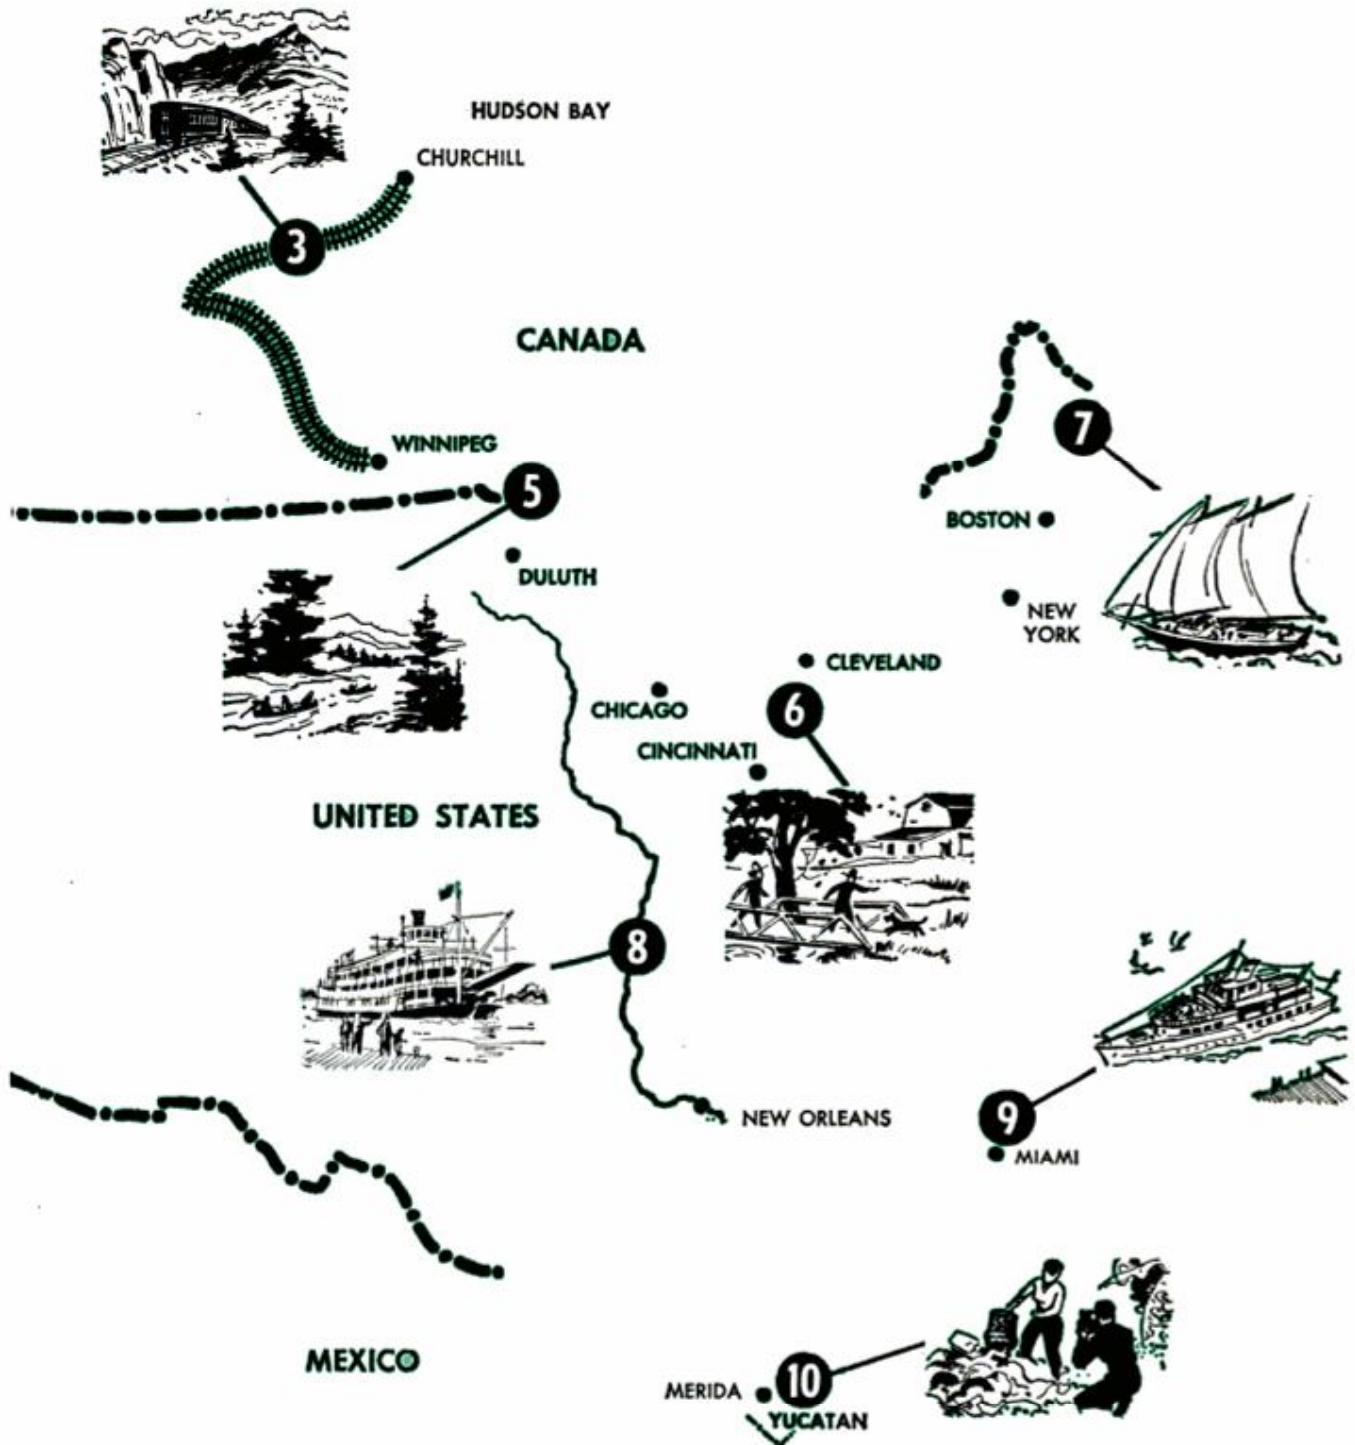 HUDSON BAY
CHURCHILL
3
CANADA
7
WINNIPEG
5
BOSTON
DULUTH
NEW
YORK
CLEVELAND
CHICAGO
6
CINCINNATI
UNITED STATES
8
NEW ORLEANS
9
MIAMI
MEXICO
10
MERIDA
YUCATAN